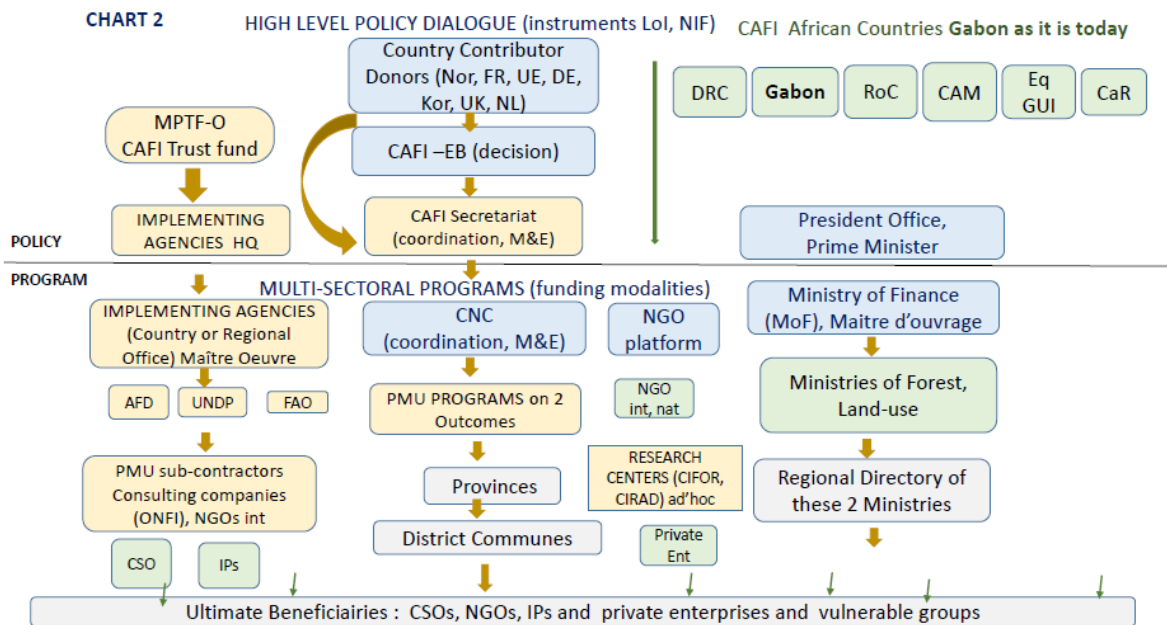 CHART 2
HIGH LEVEL POLICY DIALOGUE (instruments LoI, NIF)
CAFI African Countries Gabon as it is today
Country Contributor
Donors (Nor, FR, UE, DE,
Kor, UK, NL)
DRC
Gabon
RoC
CAM
Eq
GUI
CaR
MPTF-O
CAFI Trust fund
CAFI –EB (decision)
IMPLEMENTING
AGENCIES HQ
CAFI Secretariat
(coordination, M&E)
President Office,
Prime Minister
POLICY
PROGRAM
MULTI-SECTORAL PROGRAMS (funding modalities)
IMPLEMENTING AGENCIES
(Country or Regional
Office) Maître Oeuvre
CNC
(coordination, M&E)
NGO
platform
Ministry of Finance
(MoF), Maitre d’ouvrage
AFD
UNDP
FAO
PMU PROGRAMS on 2
Outcomes
NGO
int, nat
Ministries of Forest,
Land-use
PMU sub-contractors
Consulting companies
(ONFI), NGOs int
Provinces
RESEARCH
CENTERS (CIFOR,
CIRAD) ad’hoc
Regional Directory of
these 2 Ministries
District Communes
Private
Ent
CSO
IPs
Ultimate Beneficiairies : CSOs, NGOs, IPs and private enterprises and vulnerable groups